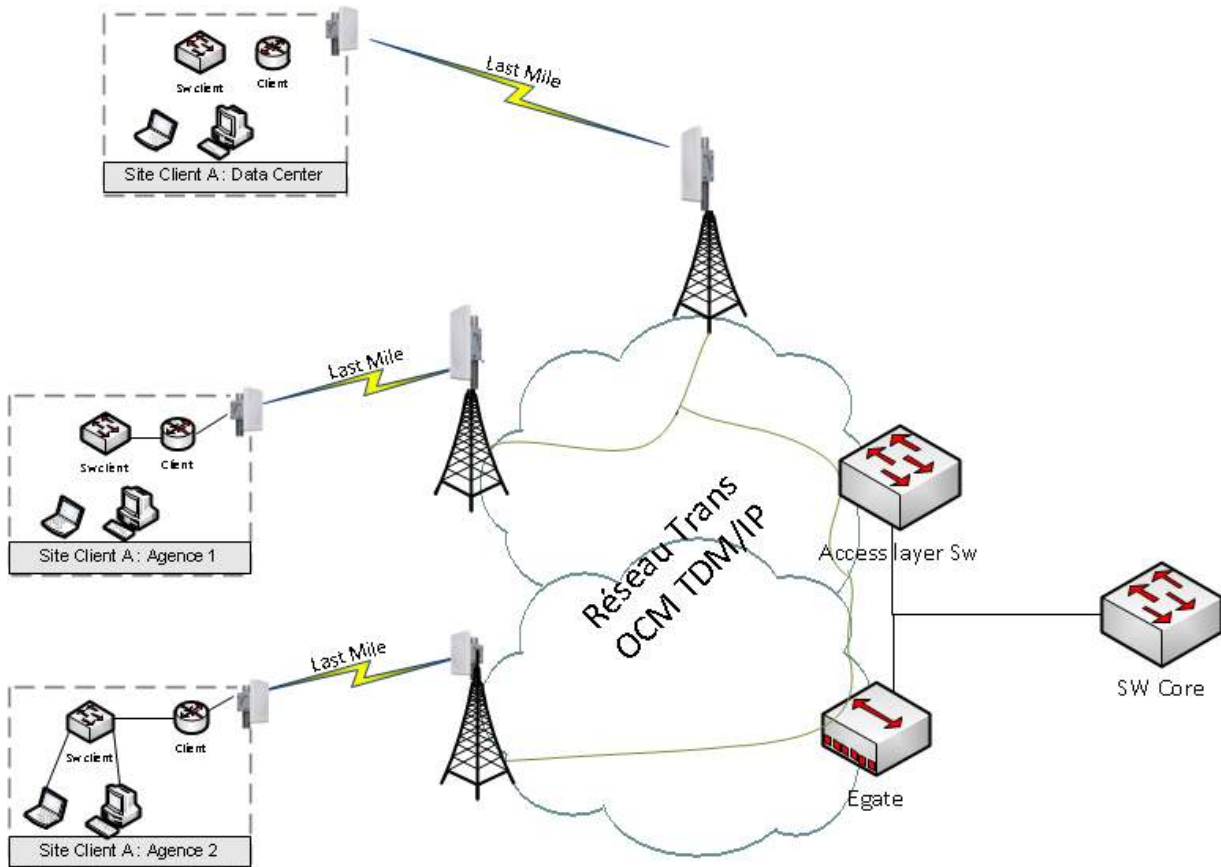 Sw client
Client
Site Client A : Data Center
Last Mile
Last Mile
Sw client
Client
Site Client A : Agence 1
Réseau Trans
OCM TDM/IP
Access layer Sw
SW Core
Last Mile
Sw client
Client
Site Client A : Agence 2
Egate